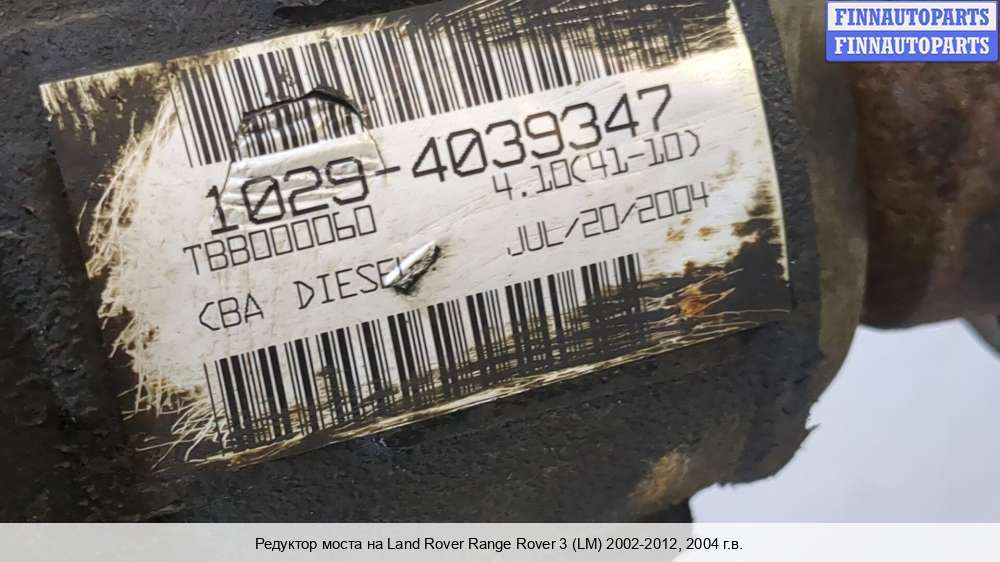 FINNAUTOPARTS
FINNAUTOPARTS
1029-4039347
4.10(41-10)
TBB000060
JUL/20/2004
CBA DIESEL
Редуктор моста на Land Rover Range Rover 3 (LM) 2002-2012, 2004 г.в.